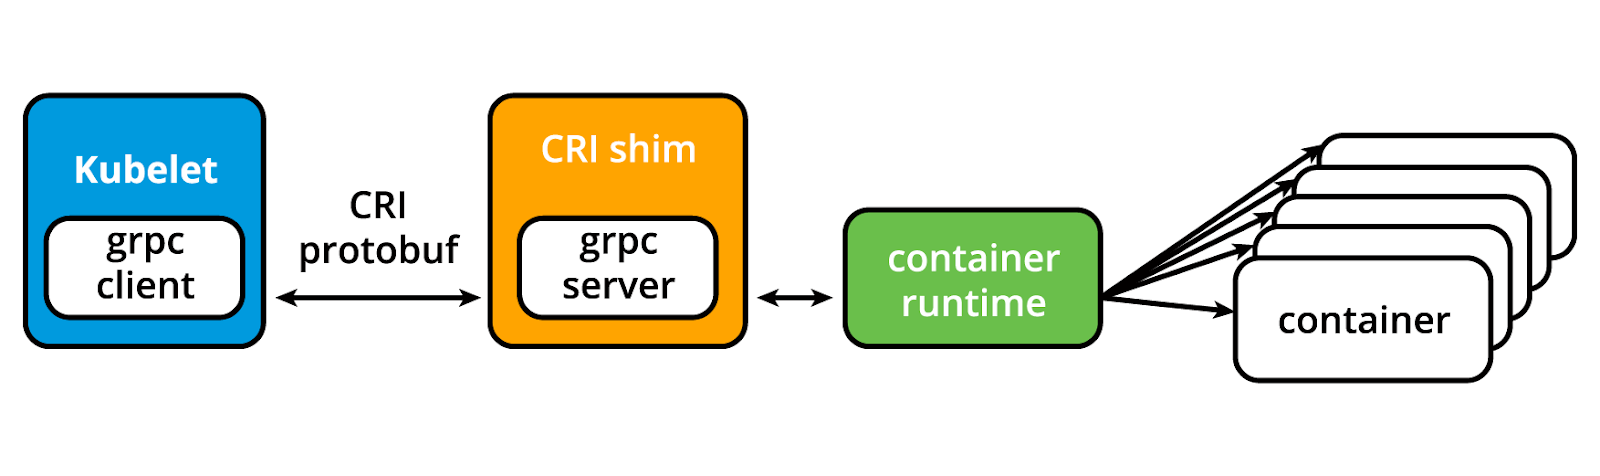 Kubelet
grpc
client
CRI
protobuf
CRI shim
grpc
server
container
runtime
container